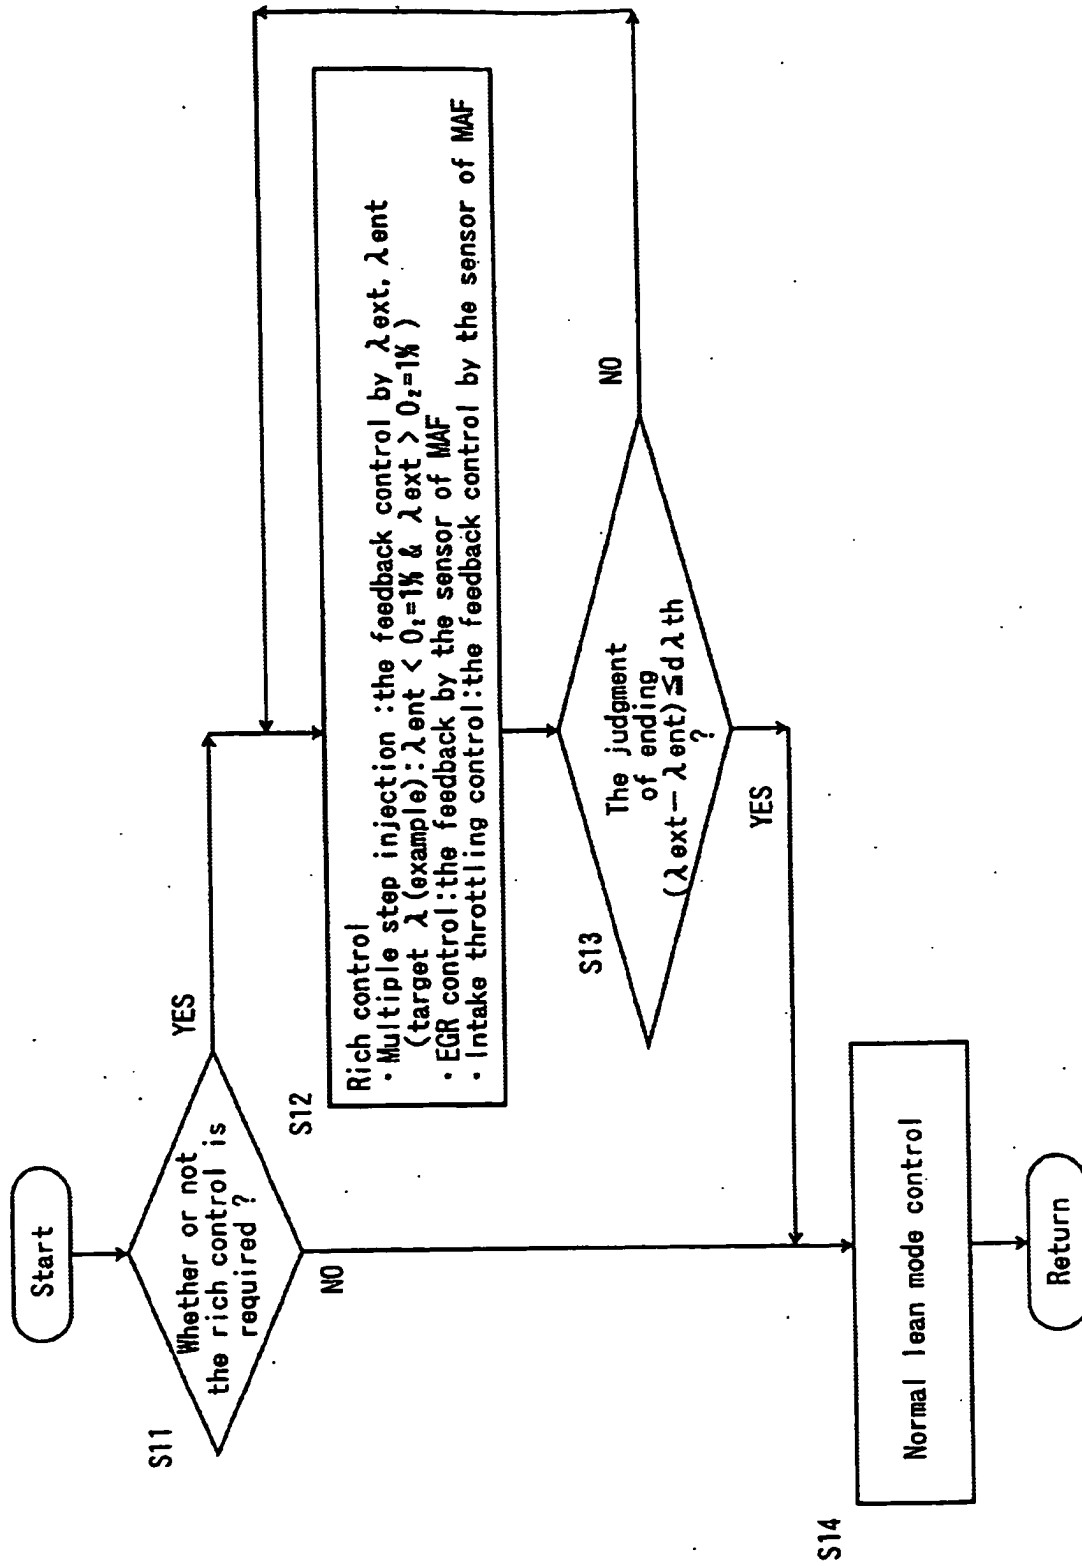 Start
S11
Whether or not
the rich control is
required ?
YES
NO
S12
Rich control
・Multiple step injection :the feedback control by λext, λent
(target λ(example):λent < O₂=1% & λext > O₂=1% )
・EGR control:the feedback by the sensor of MAF
・Intake throttling control:the feedback control by the sensor of MAF
S13
The judgment
of ending
(λext−λent)≦dλth
?
NO
YES
S14
Normal lean mode control
Return